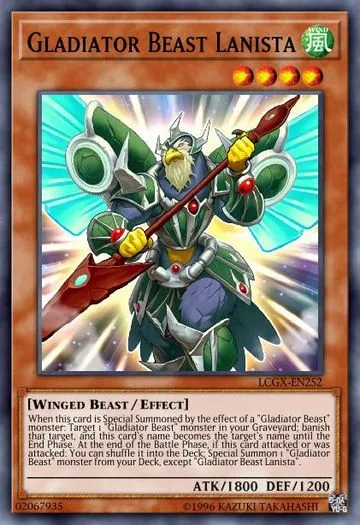 GLADIATOR BEAST LANISTA
WIND
風
LCGX-EN252
[WINGED BEAST / EFFECT]
When this card is Special Summoned by the effect of a "Gladiator Beast"
monster: Target 1 "Gladiator Beast" monster in your Graveyard; banish
that target, and this card's name becomes the target's name until the
End Phase. At the end of the Battle Phase, if this card attacked or was
attacked: You can shuffle it into the Deck; Special Summon 1 "Gladiator
Beast" monster from your Deck, except "Gladiator Beast Lanista".
ATK/1800 DEF/1200
02067935 ©1996 KAZUKI TAKAHASHI